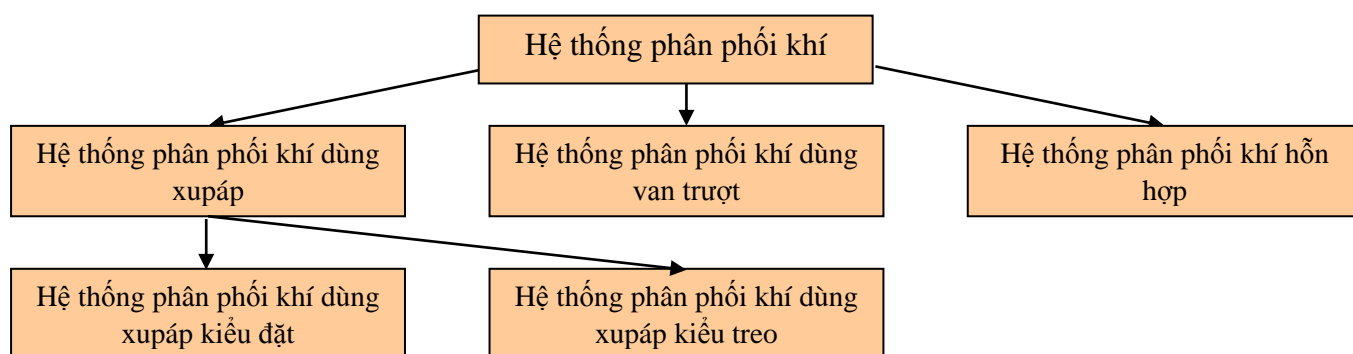 Hệ thống phân phối khí
Hệ thống phân phối khí dùng
xupáp
Hệ thống phân phối khí dùng
van trượt
Hệ thống phân phối khí hỗn
hợp
Hệ thống phân phối khí dùng
xupáp kiểu đặt
Hệ thống phân phối khí dùng
xupáp kiểu treo